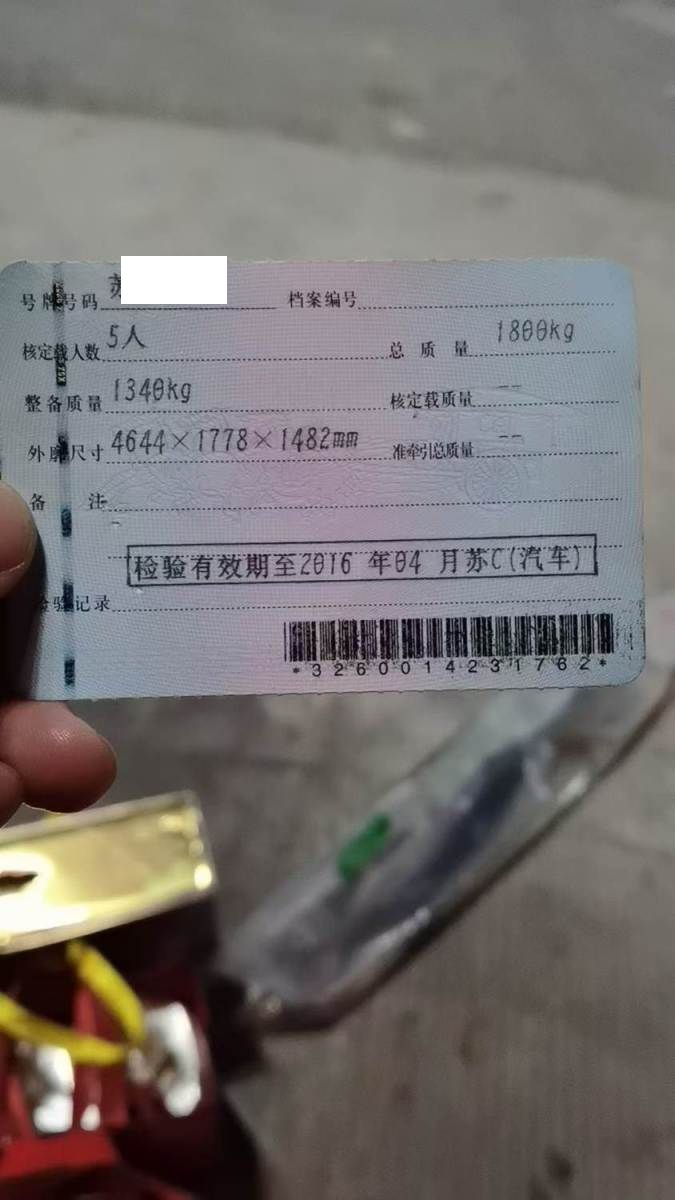 号牌号码 苏 档案编号
核定载人数 5人 总质量 1800kg
整备质量 1340kg 核定载质量 --
外廓尺寸 4644×1778×1482mm 准牵引总质量 --
备注
检验有效期至2016 年04 月苏C(汽车)
检验记录
*3260014231762*